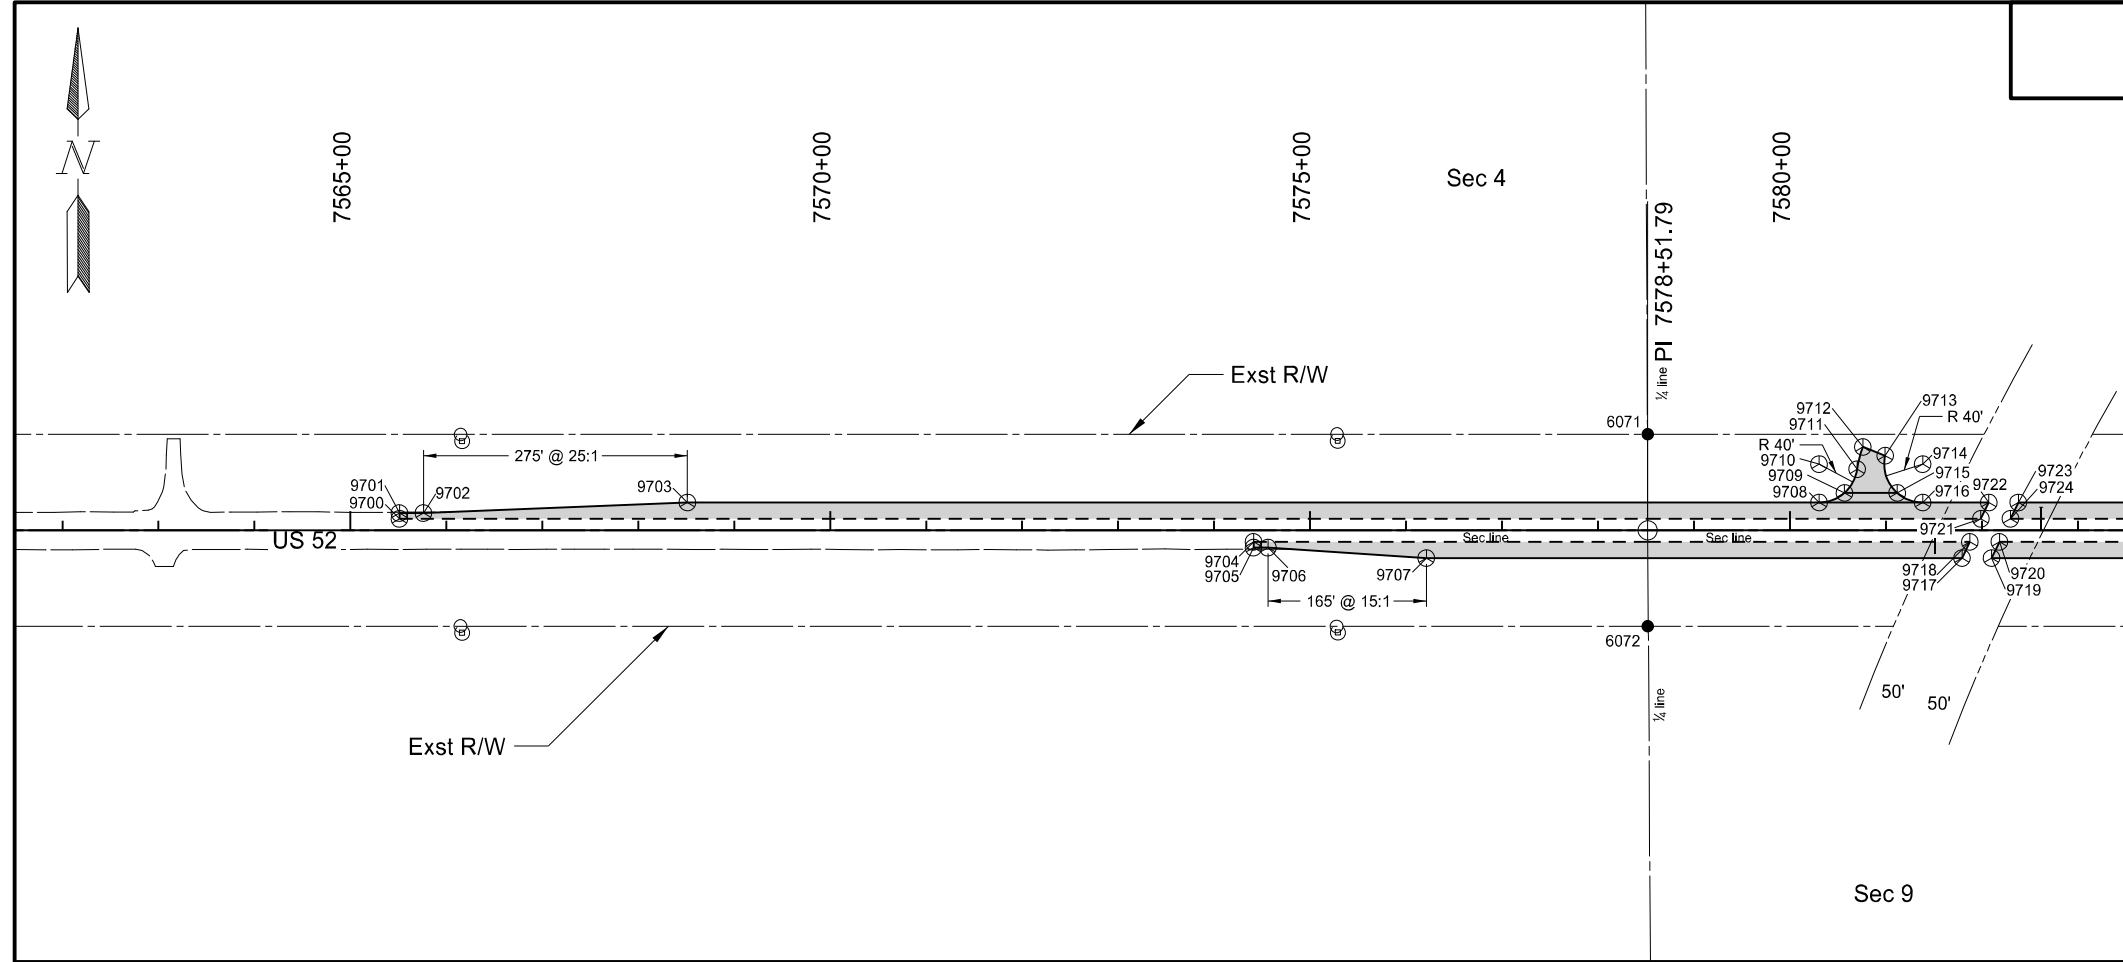 N
7565+00
7570+00
7575+00
7580+00
Sec 4
PI 7578+51.79
¼ line
Exst R/W
6071
275' @ 25:1
9701
9700
9702
9703
9712
9711
R 40'
9710
9709
9708
9713
R 40'
9714
9715
9716
9722
9723
9724
9721
US 52
Sec line
Sec line
9704
9705
9706
9707
165' @ 15:1
9718
9717
9720
9719
6072
¼ line
50'
50'
Exst R/W
Sec 9